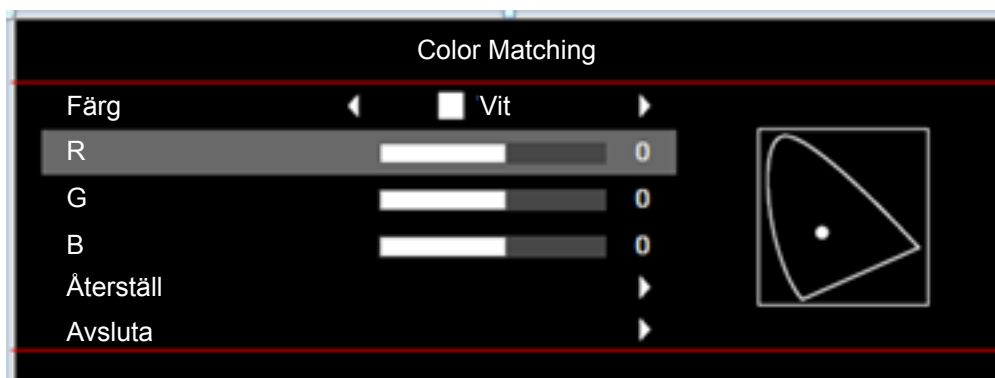 Color Matching
Färg Vit
R 0
G 0
B 0
Återställ
Avsluta